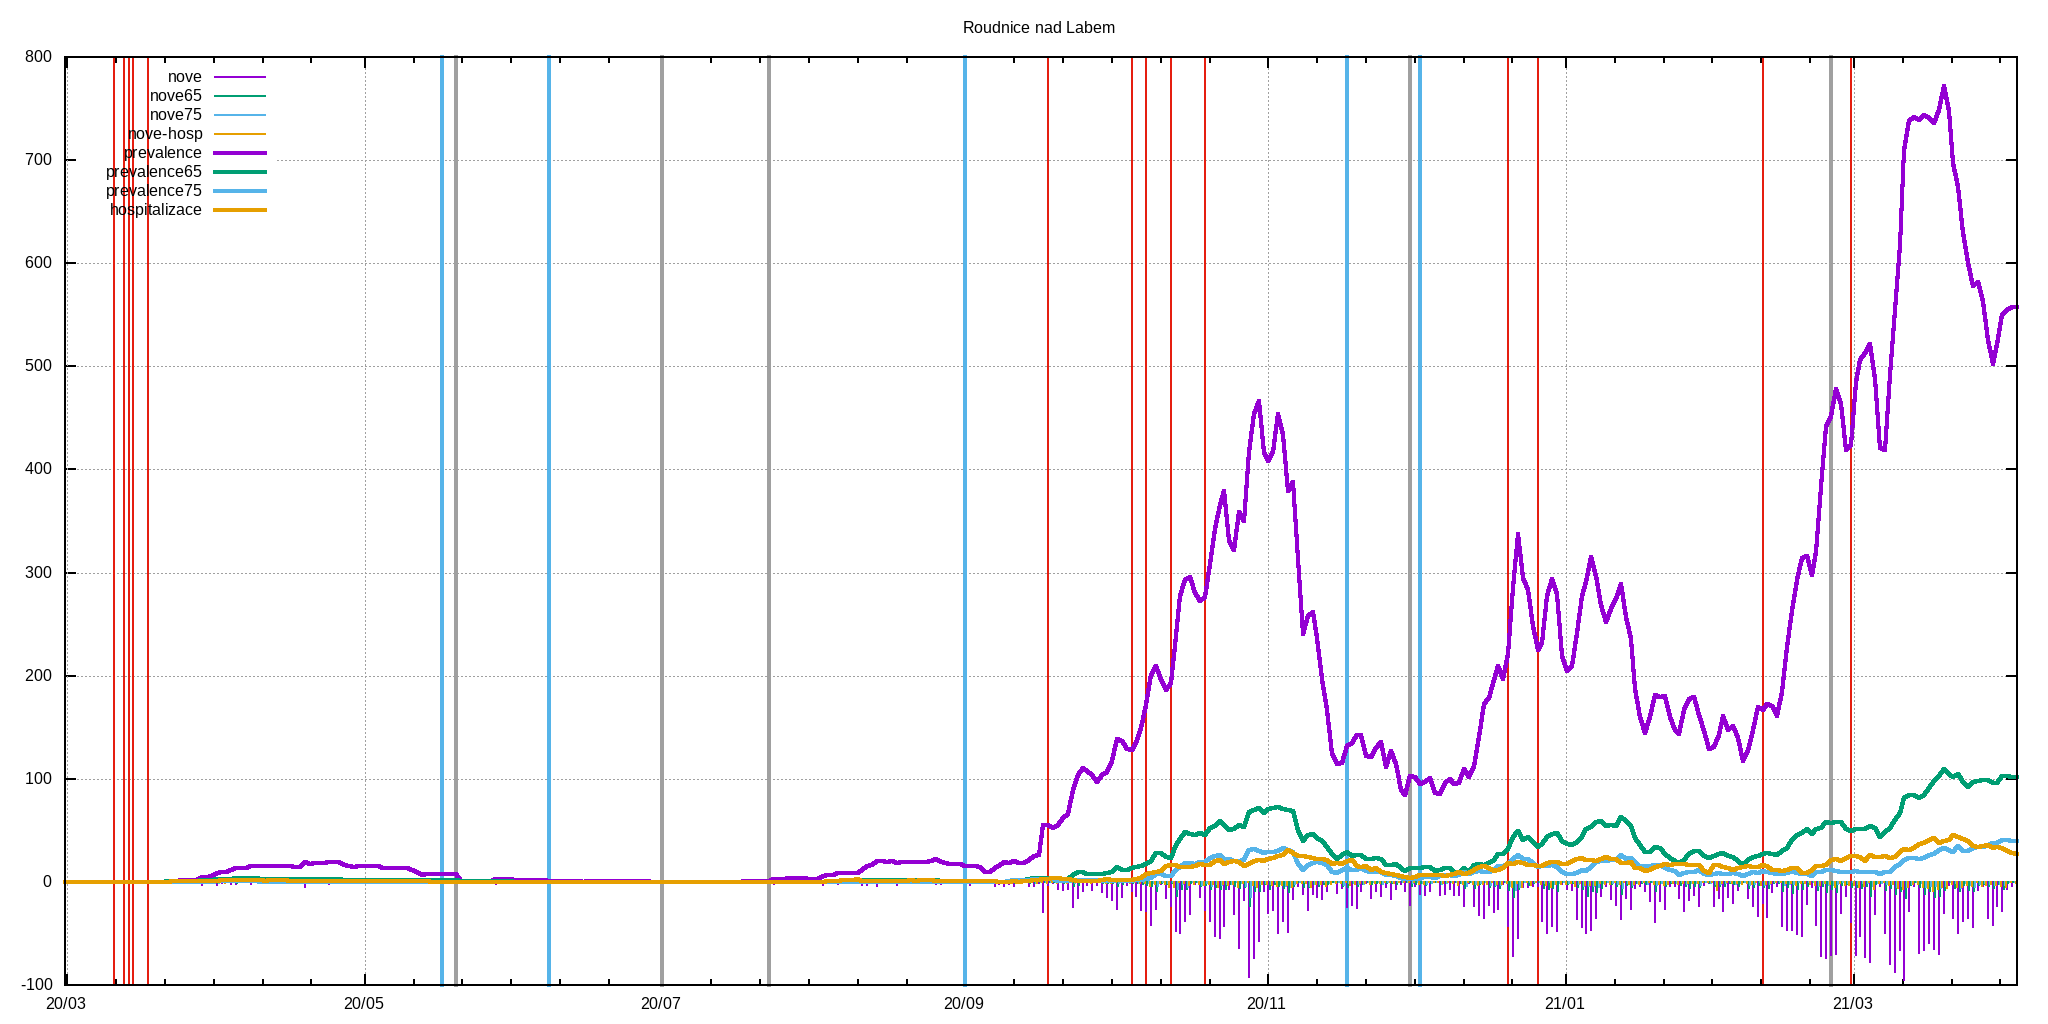 Roudnice nad Labem
800
700
600
500
400
300
200
100
0
-100
nove
nove65
nove75
nove-hosp
prevalence
prevalence65
prevalence75
hospitalizace
20/03 20/05 20/07 20/09 20/11 21/01 21/03